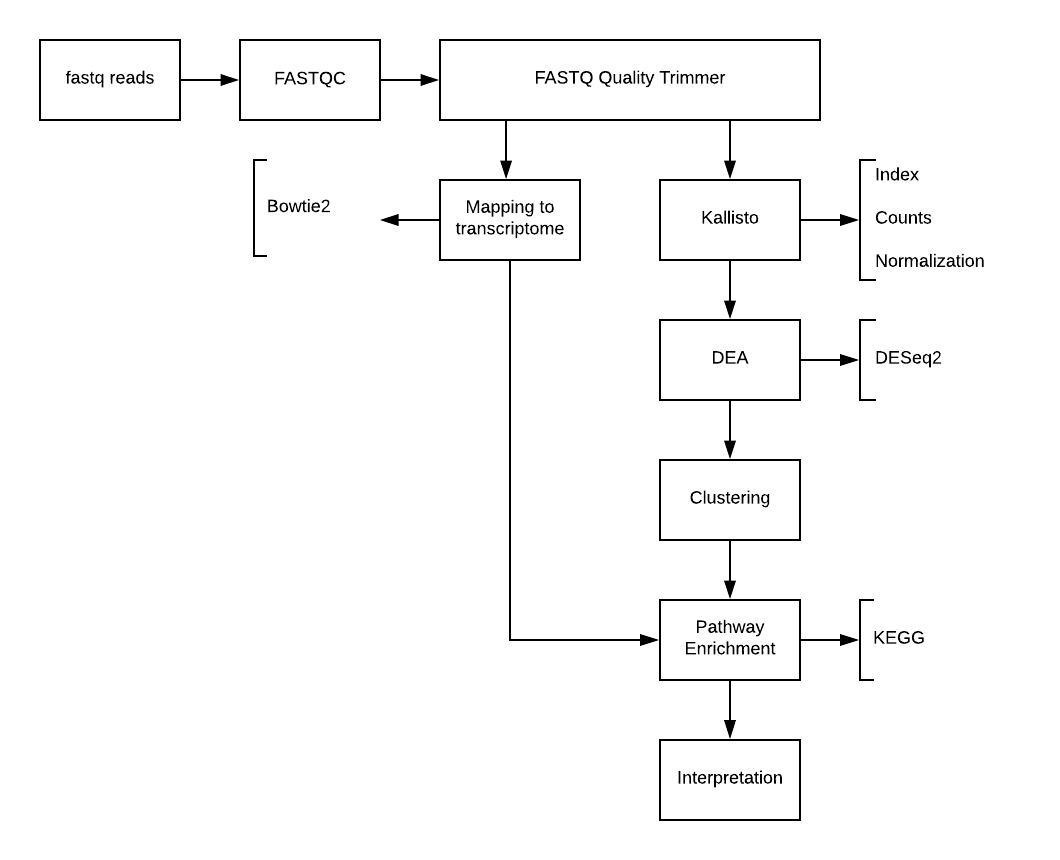 fastq reads
FASTQC
FASTQ Quality Trimmer
Bowtie2
Mapping to
transcriptome
Kallisto
Index
Counts
Normalization
DEA
DESeq2
Clustering
Pathway
Enrichment
KEGG
Interpretation